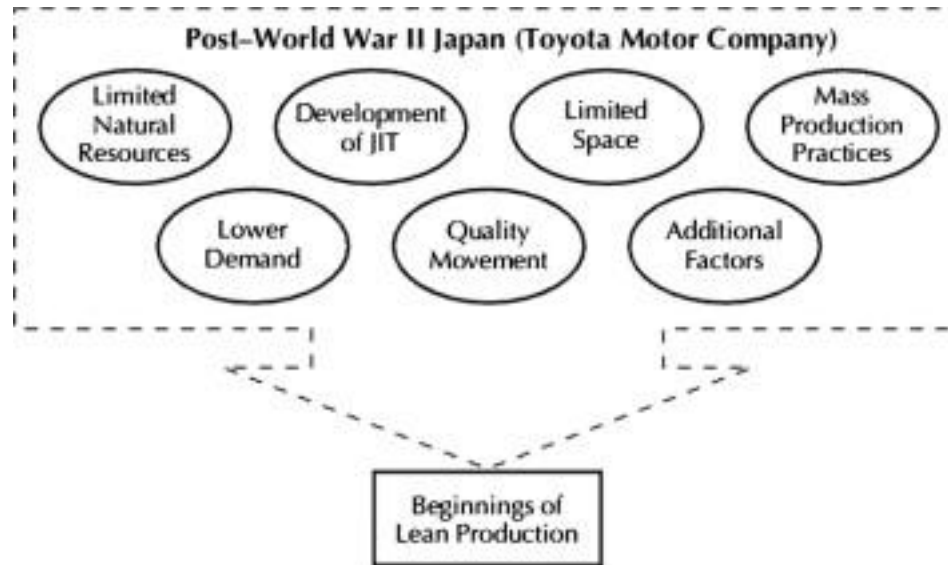 Post–World War II Japan (Toyota Motor Company)
Limited
Natural
Resources
Development
of JIT
Limited
Space
Mass
Production
Practices
Lower
Demand
Quality
Movement
Additional
Factors
Beginnings of
Lean Production